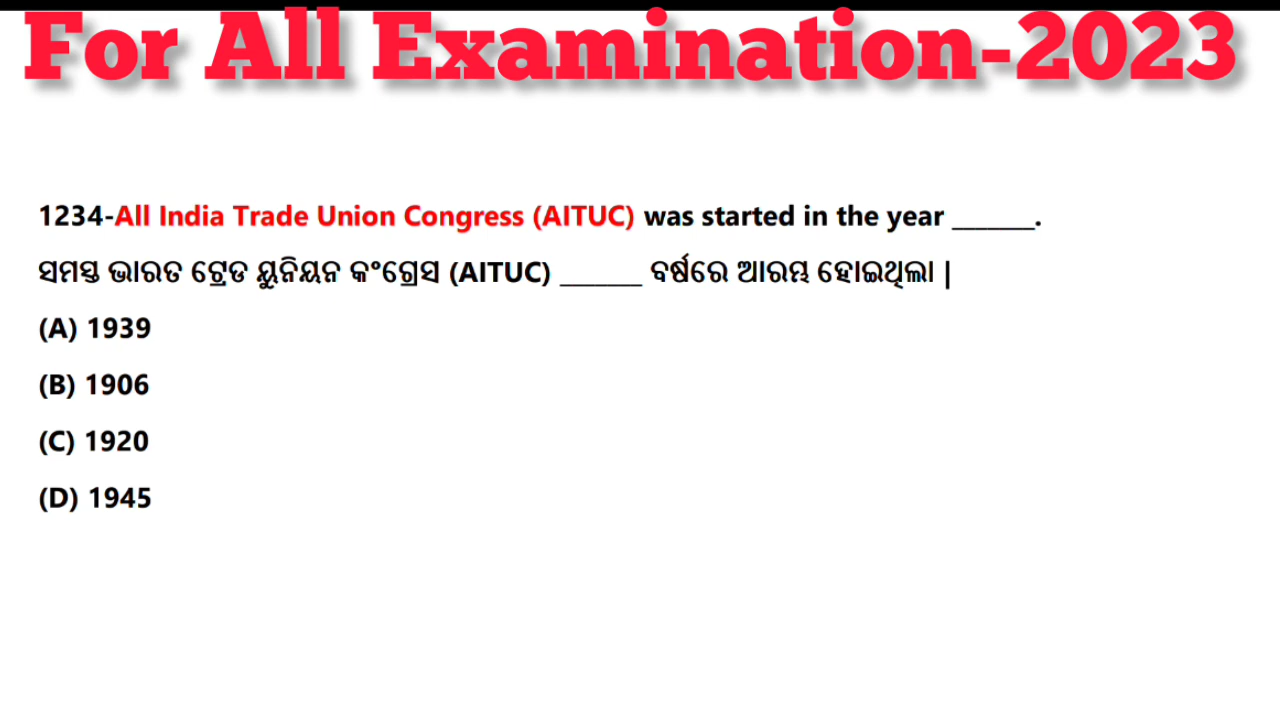 For All Examination-2023
1234-All India Trade Union Congress (AITUC) was started in the year ______.
ସମସ୍ତ ଭାରତ ଟ୍ରେଡ ୟୁନିୟନ କଂଗ୍ରେସ (AITUC) ______ ବର୍ଷରେ ଆରମ୍ଭ ହୋଇଥିଲା |
(A) 1939
(B) 1906
(C) 1920
(D) 1945